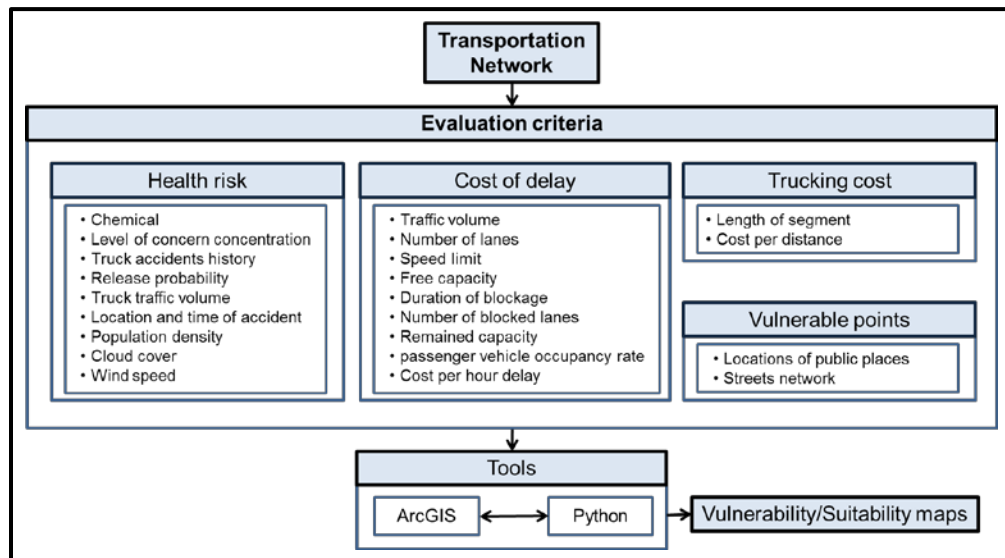 Transportation
Network
Evaluation criteria
Health risk
• Chemical
• Level of concern concentration
• Truck accidents history
• Release probability
• Truck traffic volume
• Location and time of accident
• Population density
• Cloud cover
• Wind speed
Cost of delay
• Traffic volume
• Number of lanes
• Speed limit
• Free capacity
• Duration of blockage
• Number of blocked lanes
• Remained capacity
• passenger vehicle occupancy rate
• Cost per hour delay
Trucking cost
• Length of segment
• Cost per distance
Vulnerable points
• Locations of public places
• Streets network
Tools
ArcGIS
Python
Vulnerability/Suitability maps